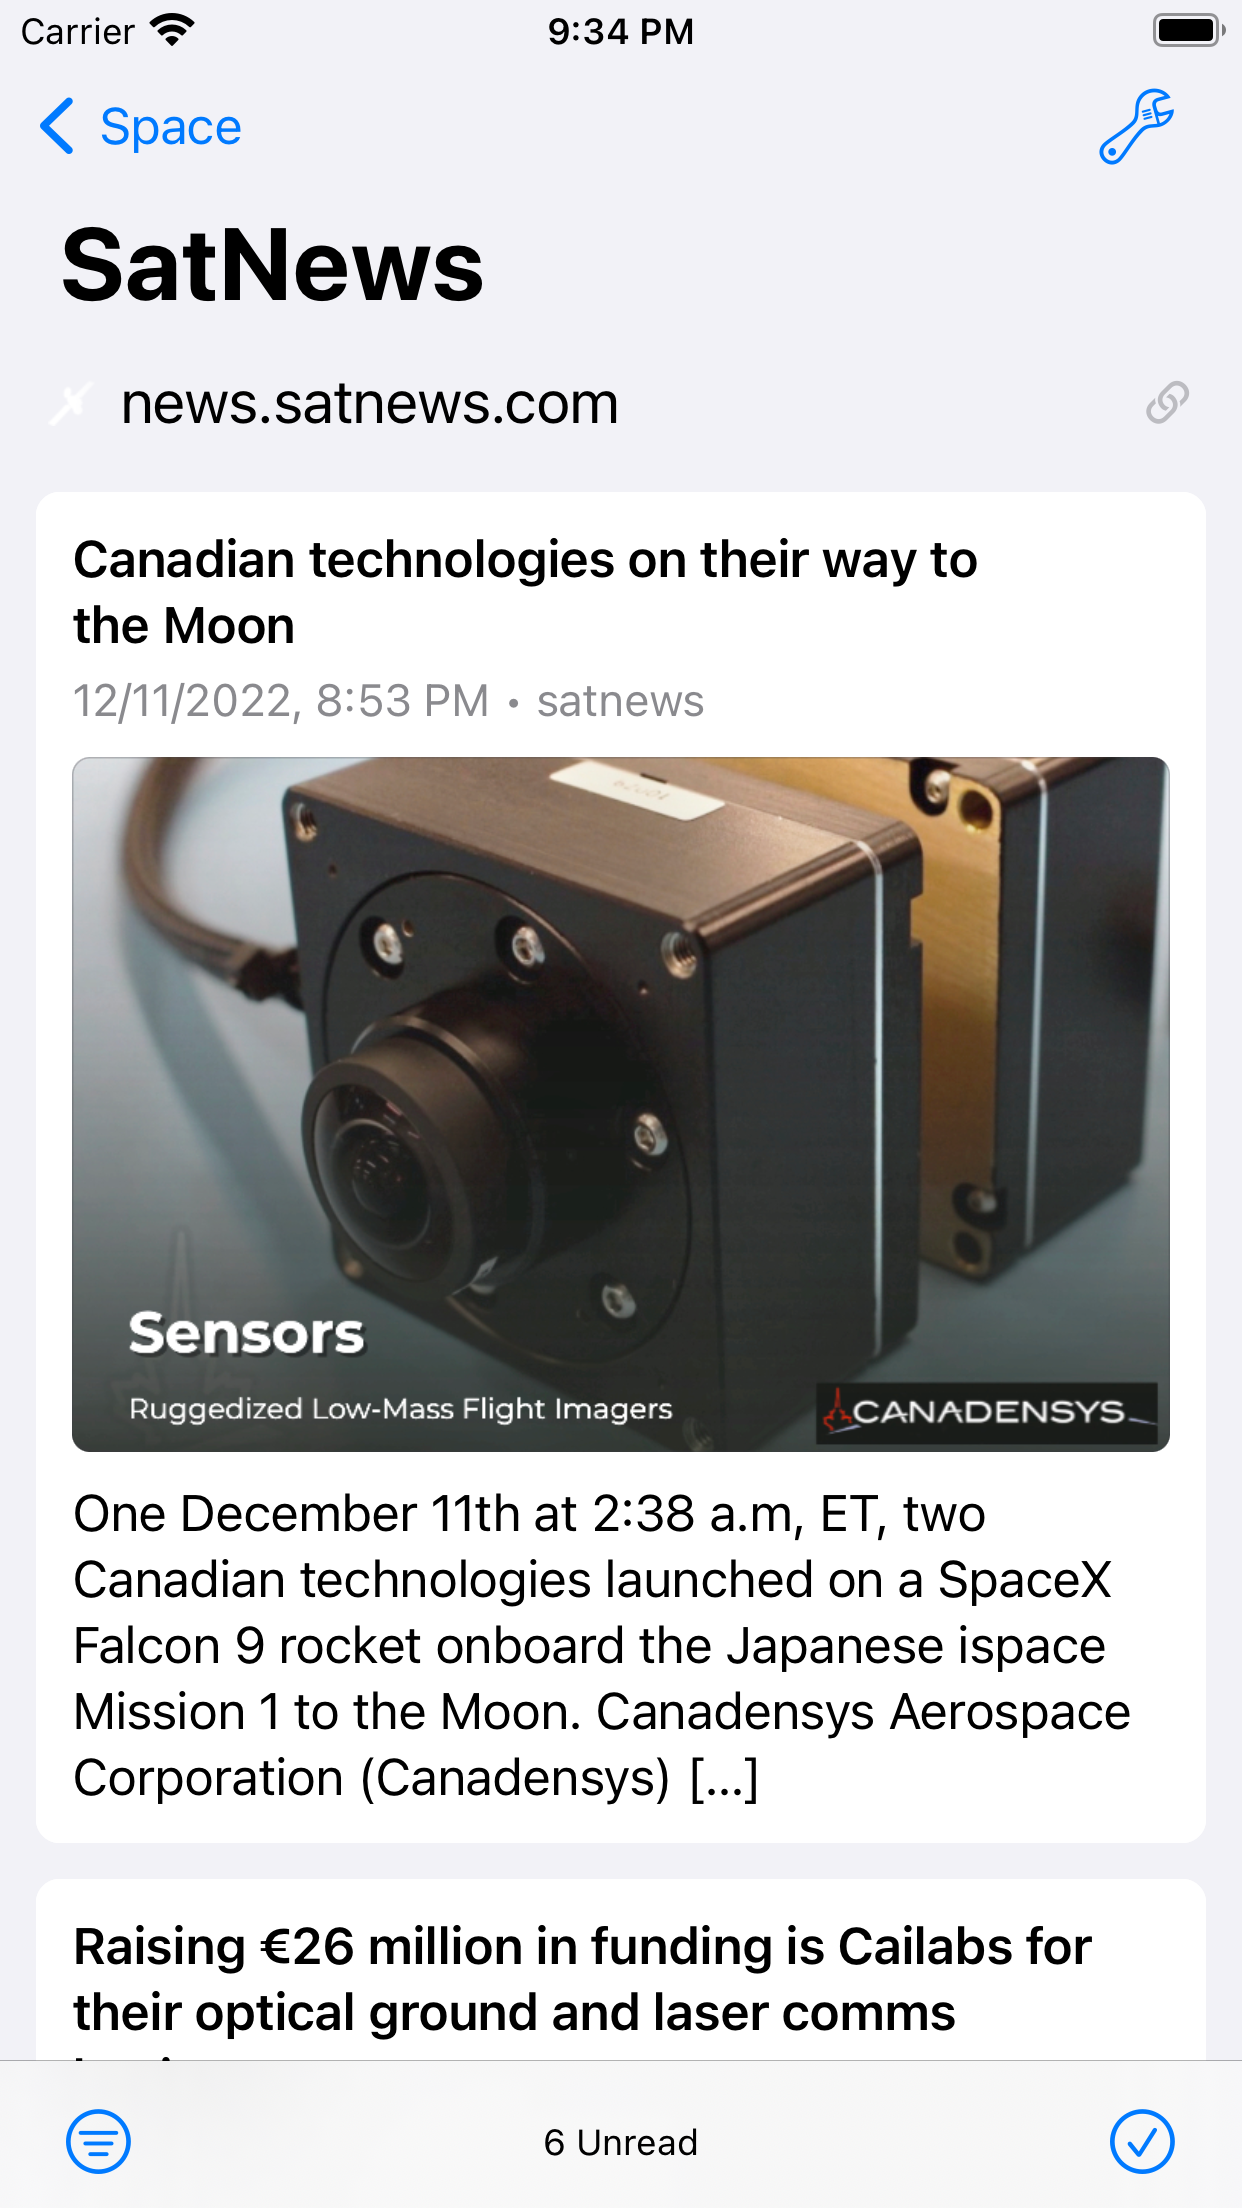 Carrier
9:34 PM
Space
SatNews
news.satnews.com
Canadian technologies on their way to
the Moon
12/11/2022, 8:53 PM • satnews
Sensors
Ruggedized Low-Mass Flight Imagers
CANADENSYS
One December 11th at 2:38 a.m, ET, two
Canadian technologies launched on a SpaceX
Falcon 9 rocket onboard the Japanese ispace
Mission 1 to the Moon. Canadensys Aerospace
Corporation (Canadensys) [...]
Raising €26 million in funding is Cailabs for
their optical ground and laser comms
6 Unread